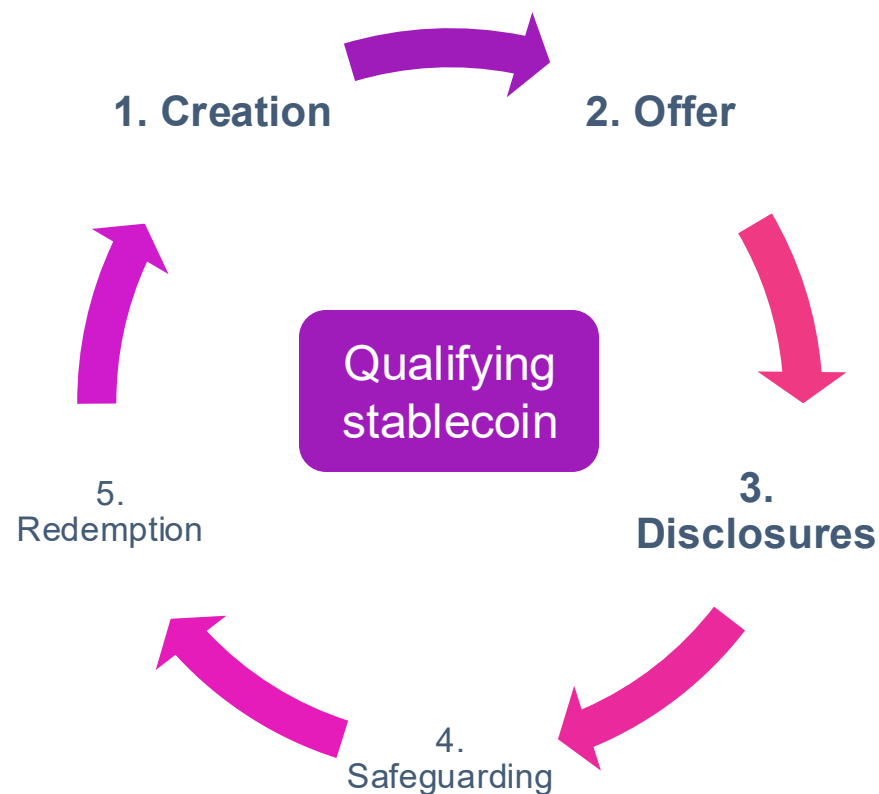 1. Creation
2. Offer
Qualifying
stablecoin
3.
Disclosures
4.
Safeguarding
5.
Redemption